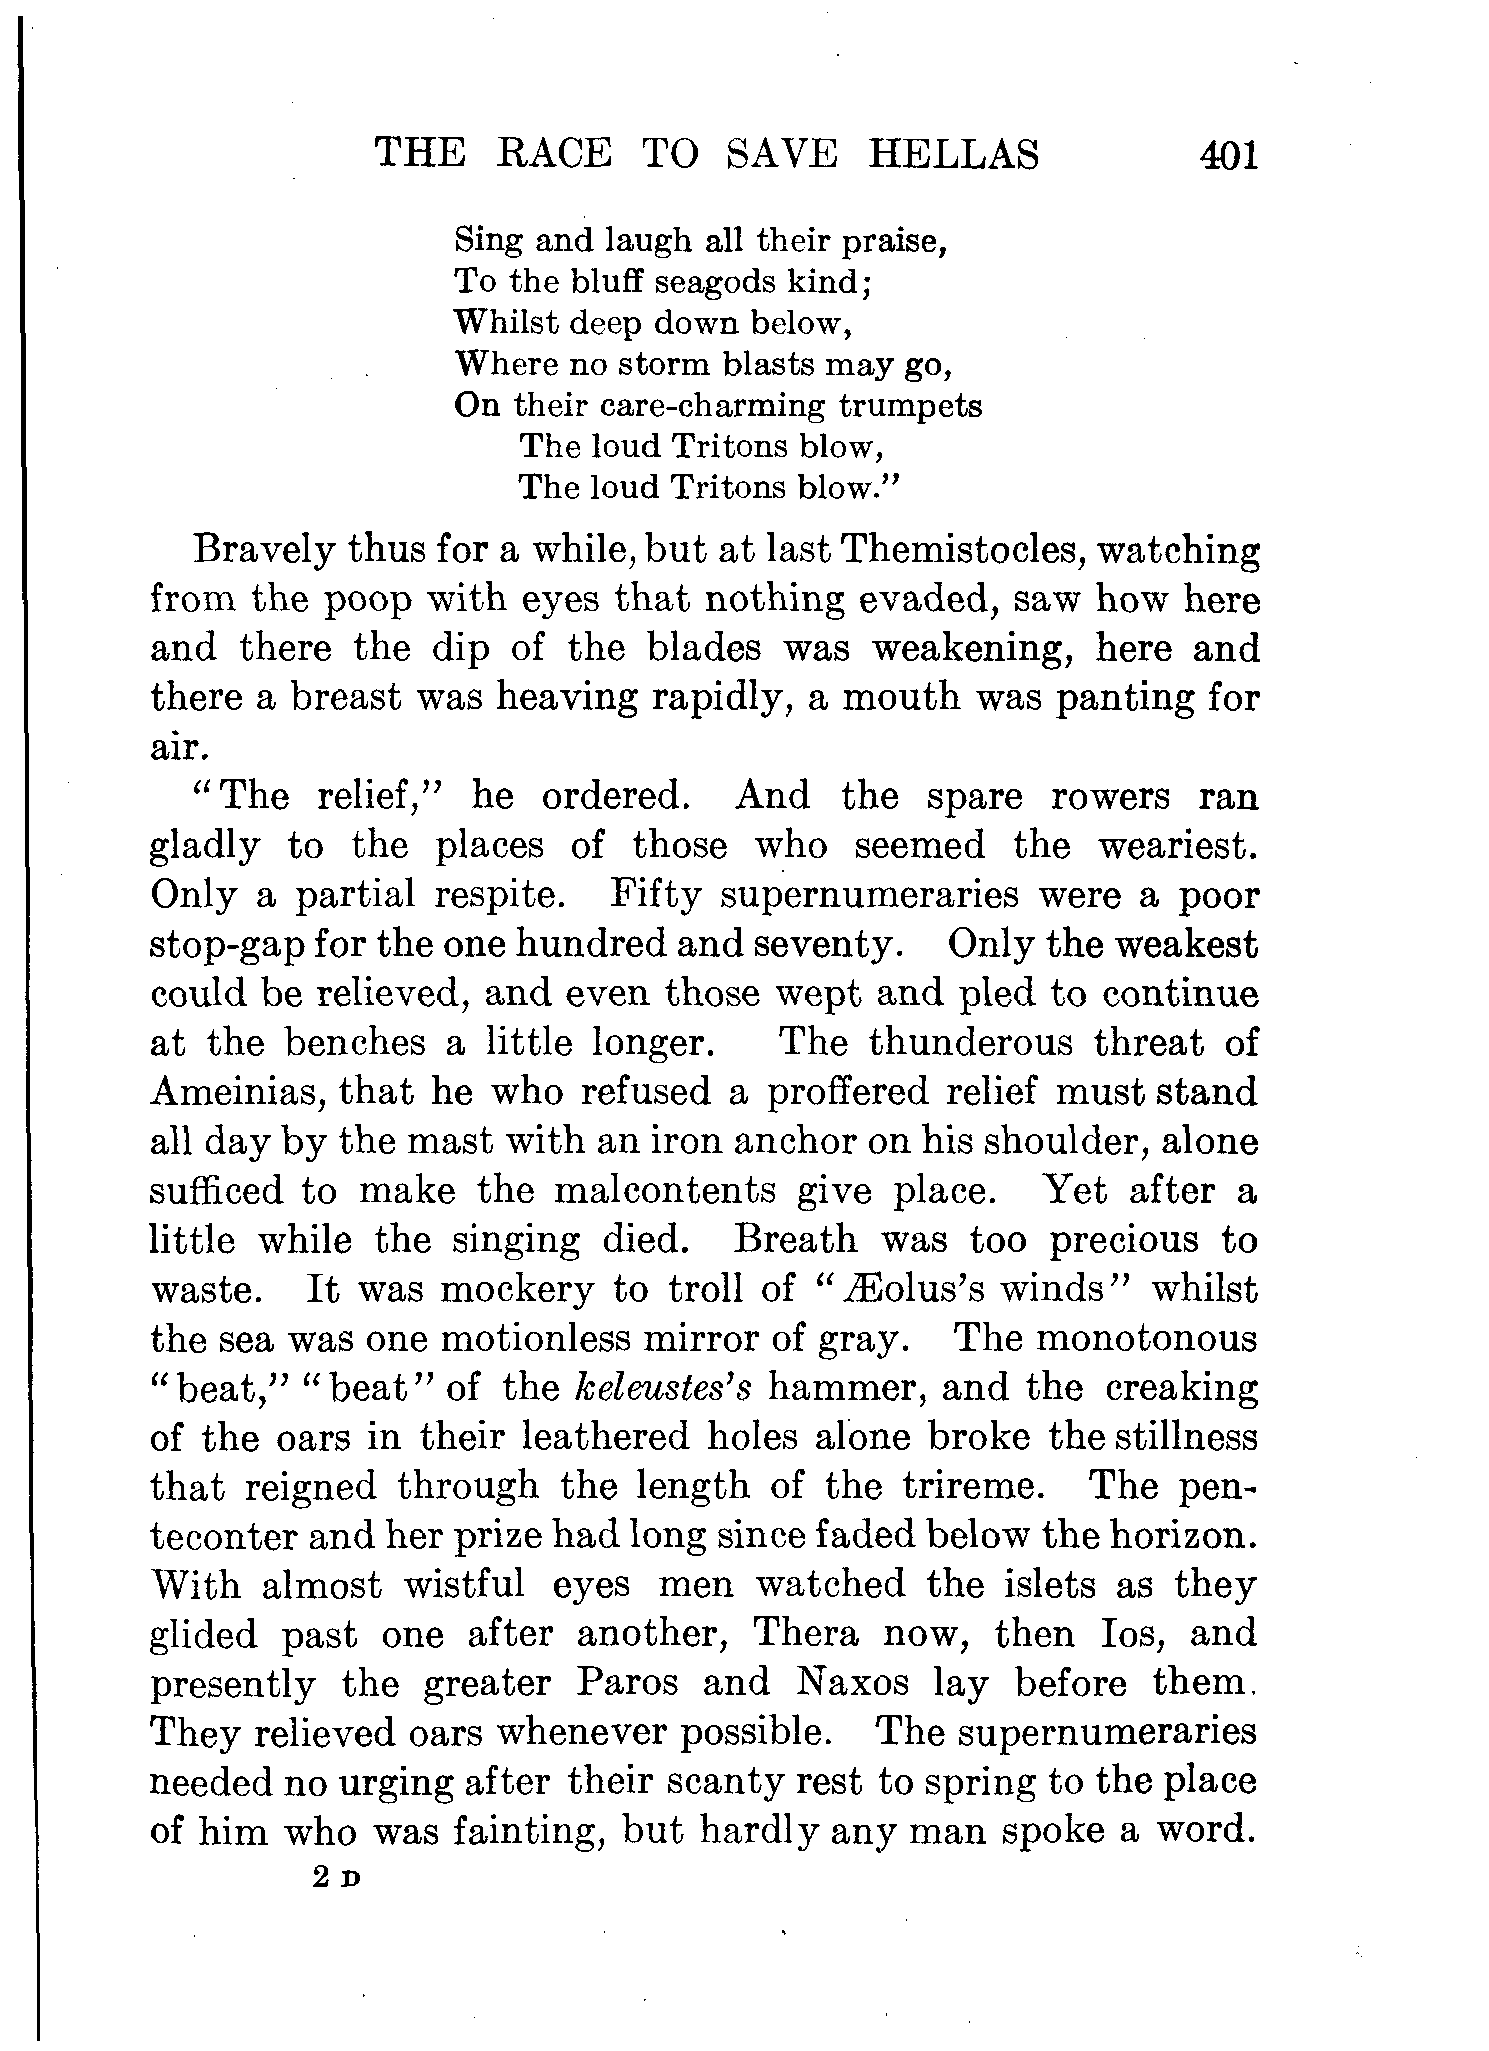 THE RACE TO SAVE HELLAS 401
Sing and laugh all their praise,
To the bluff seagods kind;
Whilst deep down below,
Where no storm blasts may go,
On their care-charming trumpets
The loud Tritons blow,
The loud Tritons blow.”
Bravely thus for a while, but at last Themistocles, watching
from the poop with eyes that nothing evaded, saw how here
and there the dip of the blades was weakening, here and
there a breast was heaving rapidly, a mouth was panting for
air.
“The relief,” he ordered. And the spare rowers ran
gladly to the places of those who seemed the weariest.
Only a partial respite. Fifty supernumeraries were a poor
stop-gap for the one hundred and seventy. Only the weakest
could be relieved, and even those wept and pled to continue
at the benches a little longer. The thunderous threat of
Ameinias, that he who refused a proffered relief must stand
all day by the mast with an iron anchor on his shoulder, alone
sufficed to make the malcontents give place. Yet after a
little while the singing died. Breath was too precious to
waste. It was mockery to troll of “Æolus’s winds” whilst
the sea was one motionless mirror of gray. The monotonous
“beat,” “beat” of the keleustes’s hammer, and the creaking
of the oars in their leathered holes alone broke the stillness
that reigned through the length of the trireme. The pen-
teconter and her prize had long since faded below the horizon.
With almost wistful eyes men watched the islets as they
glided past one after another, Thera now, then Ios, and
presently the greater Paros and Naxos lay before them.
They relieved oars whenever possible. The supernumeraries
needed no urging after their scanty rest to spring to the place
of him who was fainting, but hardly any man spoke a word.
2 D